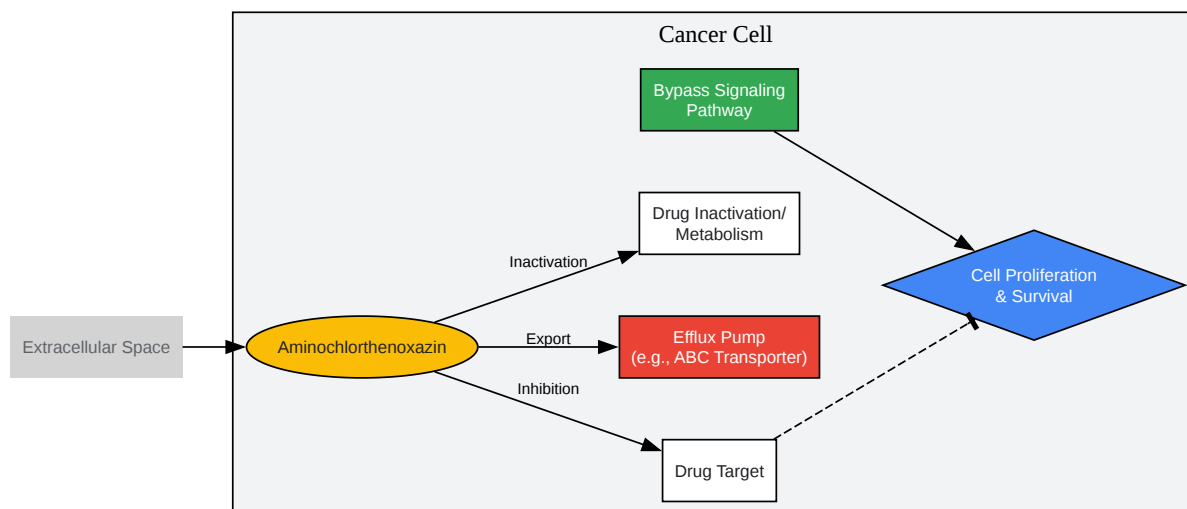 Cancer Cell
Bypass Signaling
Pathway
Drug Inactivation/
Metabolism
Inactivation
Cell Proliferation
& Survival
Extracellular Space
Aminochlorthenoxazin
Export
Efflux Pump
(e.g., ABC Transporter)
Inhibition
Drug Target